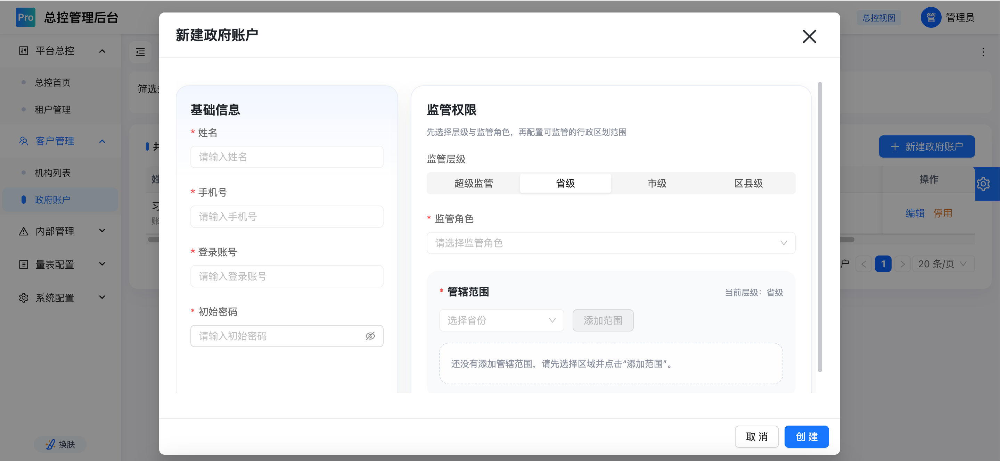 Pro 总控管理后台
总控视图
管 管理员
平台总控
总控首页
租户管理
客户管理
机构列表
政府账户
内部管理
量表配置
系统配置
换肤
筛选
共
姓
账
新建政府账户
操作
编辑 停用
户
1
20 条/页
新建政府账户
基础信息
* 姓名
请输入姓名
* 手机号
请输入手机号
* 登录账号
请输入登录账号
* 初始密码
请输入初始密码
监管权限
先选择层级与监管角色，再配置可监管的行政区划范围
监管层级
超级监管 省级 市级 区县级
* 监管角色
请选择监管角色
* 管辖范围
当前层级：省级
选择省份
添加范围
还没有添加管辖范围，请先选择区域并点击“添加范围”。
取 消
创 建